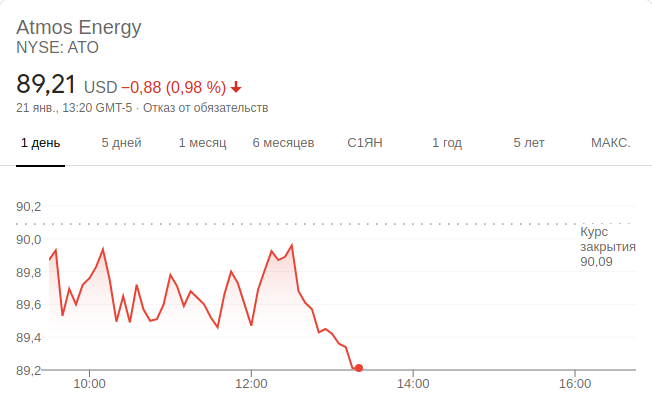 Atmos Energy
NYSE: ATO
89,21 USD −0,88 (0,98 %)
21 янв., 13:20 GMT-5 · Отказ от обязательств
1 день 5 дней 1 месяц 6 месяцев С1ЯН 1 год 5 лет МАКС.
90,2
Курс
закрытия
90,09
90,0
89,8
89,6
89,4
89,2
10:00 12:00 14:00 16:00